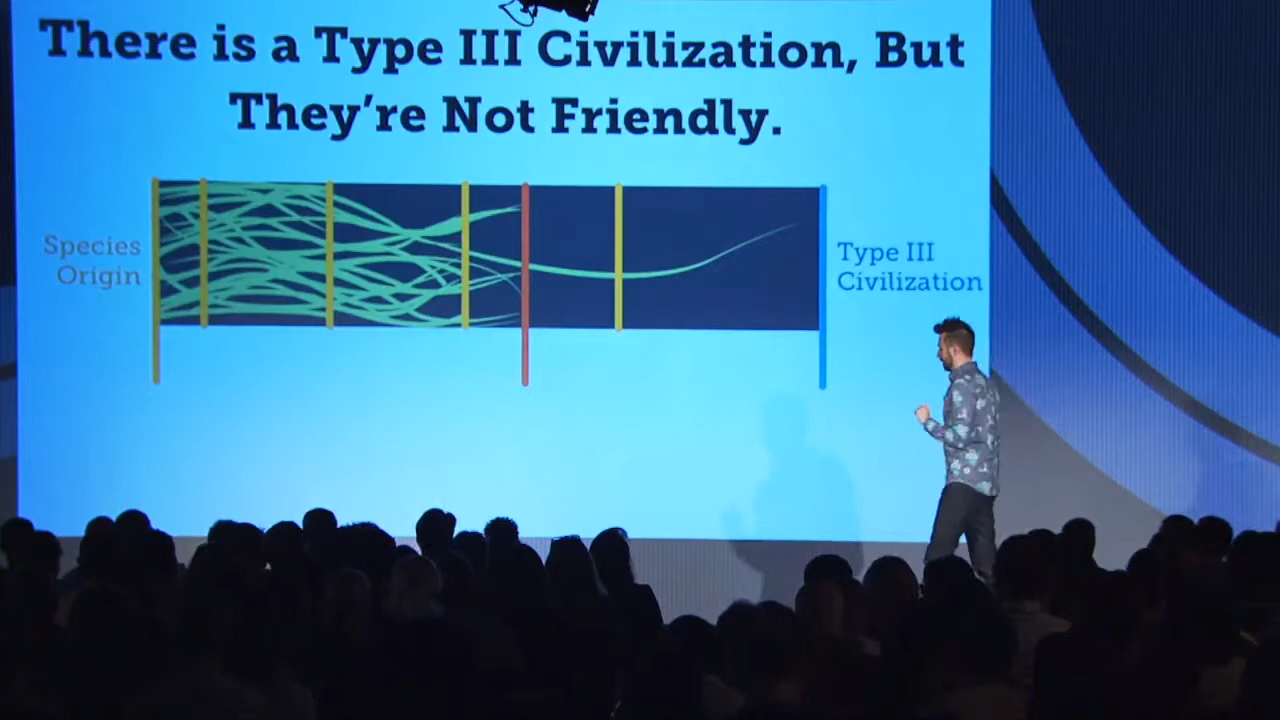 There is a Type III Civilization, But
They're Not Friendly.
Species
Origin
Type III
Civilization